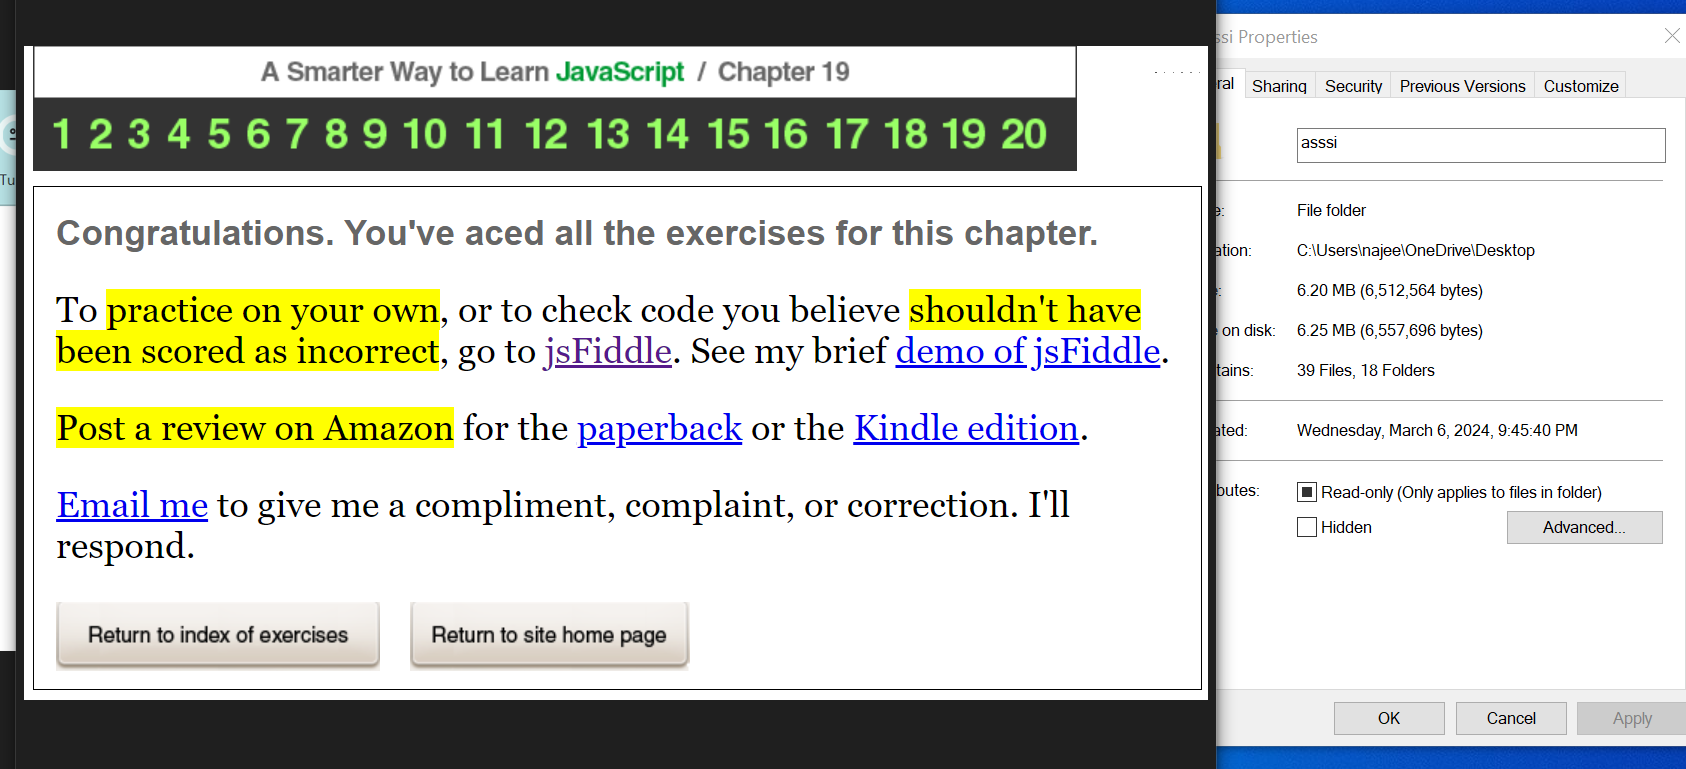 A Smarter Way to Learn JavaScript / Chapter 19
1 2 3 4 5 6 7 8 9 10 11 12 13 14 15 16 17 18 19 20
Congratulations. You've aced all the exercises for this chapter.
To practice on your own, or to check code you believe shouldn't have
been scored as incorrect, go to jsFiddle. See my brief demo of jsFiddle.
Post a review on Amazon for the paperback or the Kindle edition.
Email me to give me a compliment, complaint, or correction. I'll
respond.
Return to index of exercises Return to site home page
Tu
ssi Properties
ral Sharing Security Previous Versions Customize
asssi
e: File folder
ation: C:\Users\najee\OneDrive\Desktop
e: 6.20 MB (6,512,564 bytes)
e on disk: 6.25 MB (6,557,696 bytes)
tains: 39 Files, 18 Folders
ated: Wednesday, March 6, 2024, 9:45:40 PM
butes: Read-only (Only applies to files in folder)
Hidden Advanced...
OK Cancel Apply